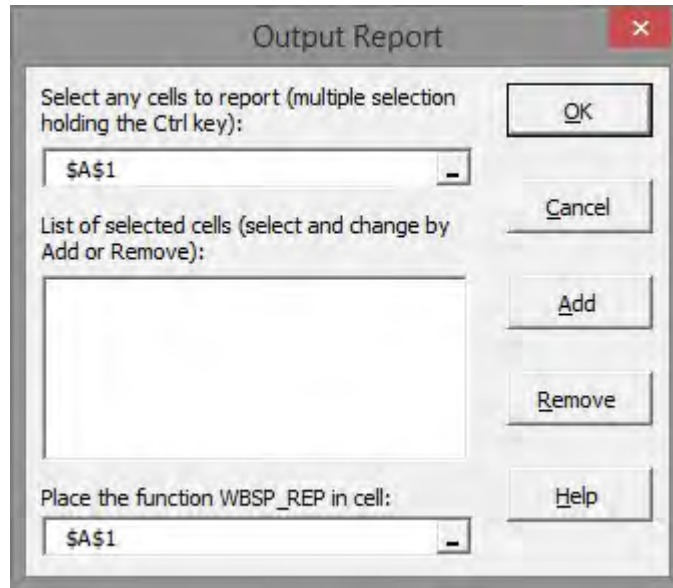 Output Report
Select any cells to report (multiple selection
holding the Ctrl key):
$A$1
List of selected cells (select and change by
Add or Remove):
Place the function WBSP_REP in cell:
$A$1
OK
Cancel
Add
Remove
Help